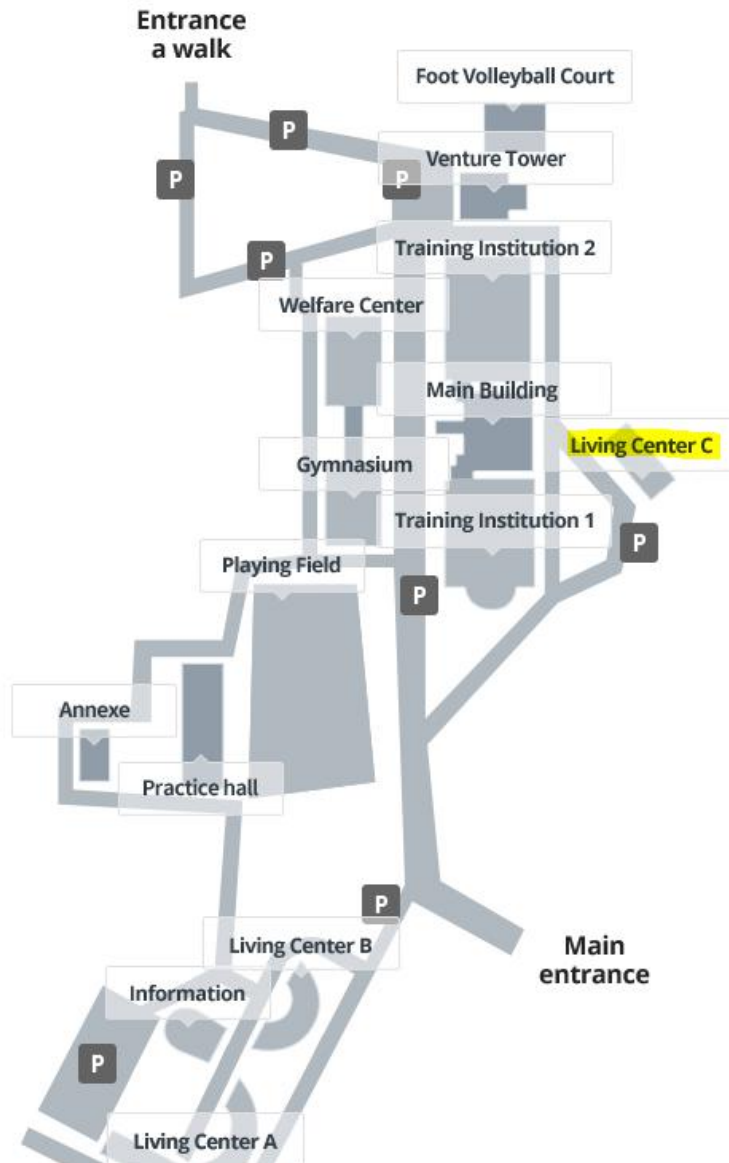 Entrance
a walk
Foot Volleyball Court
P
Venture Tower
P
P
Training Institution 2
P
Welfare Center
Main Building
Living Center C
Gymnasium
Training Institution 1
P
Playing Field
P
Annexe
Practice hall
P
Living Center B
Main
entrance
Information
P
Living Center A